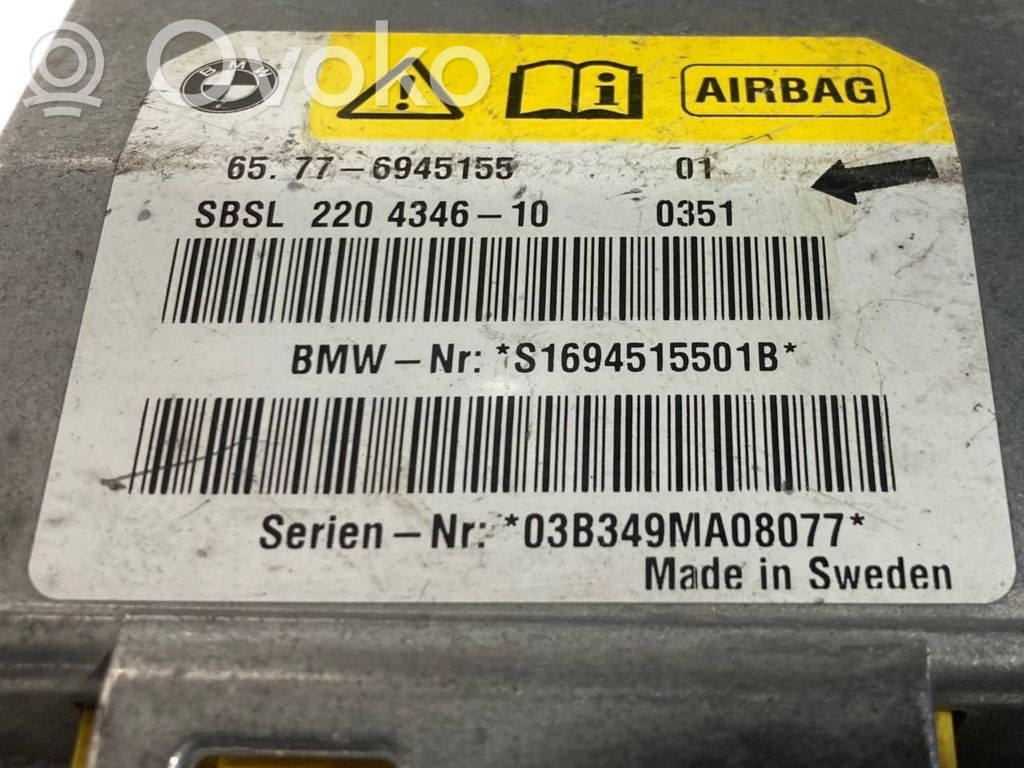 Ovoko
BMW
i
AIRBAG
65. 77-6945155 01
SBSL 220 4346-10 0351
BMW-Nr: *S1694515501B*
Serien-Nr: *03B349MA08077*
Made in Sweden